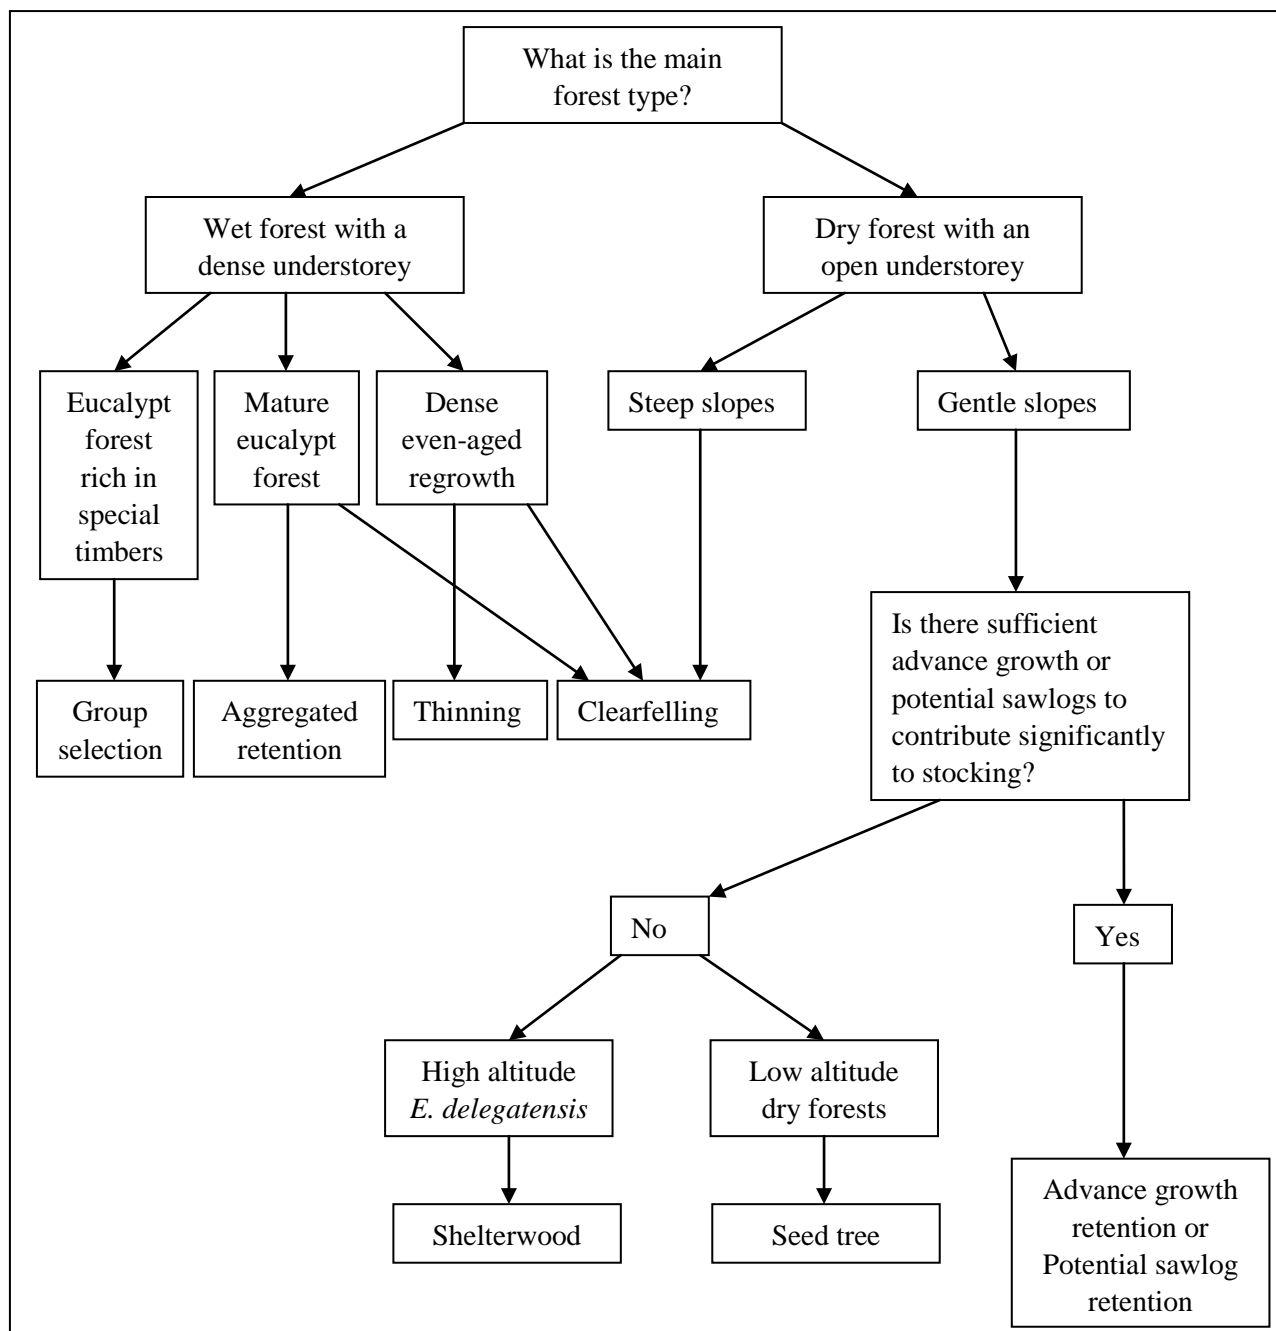 What is the main
forest type?
Wet forest with a
dense understorey
Dry forest with an
open understorey
Eucalypt
forest
rich in
special
timbers
Mature
eucalypt
forest
Dense
even-aged
regrowth
Steep slopes
Gentle slopes
Group
selection
Aggregated
retention
Thinning
Clearfelling
Is there sufficient
advance growth or
potential sawlogs to
contribute significantly
to stocking?
No
Yes
High altitude
E. delegatensis
Low altitude
dry forests
Shelterwood
Seed tree
Advance growth
retention or
Potential sawlog
retention